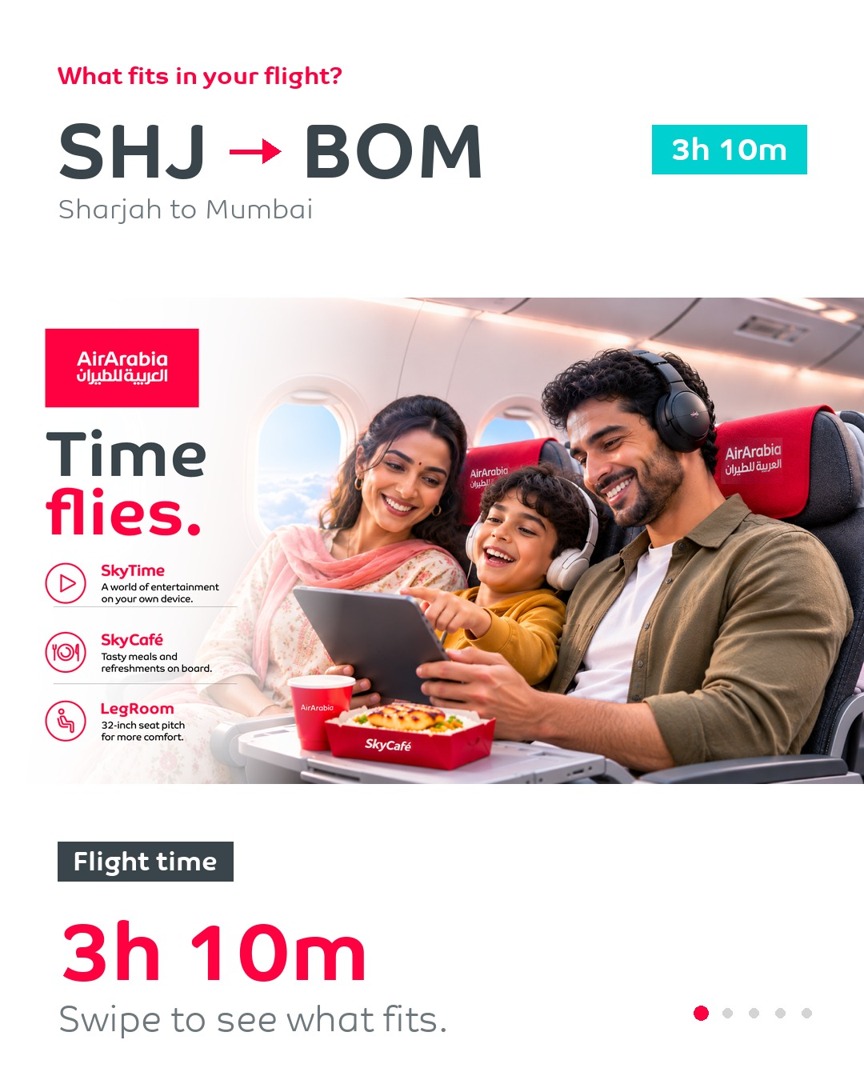 What fits in your flight?
SHJ → BOM
3h 10m
Sharjah to Mumbai
AirArabia
العربية للطيران
Time
flies.
SkyTime
A world of entertainment
on your own device.
SkyCafé
Tasty meals and
refreshments on board.
LegRoom
32-inch seat pitch
for more comfort.
AirArabia
العربية للطيران
AirArabia
العربية للطيران
AirArabia
SkyCafé
Flight time
3h 10m
Swipe to see what fits.